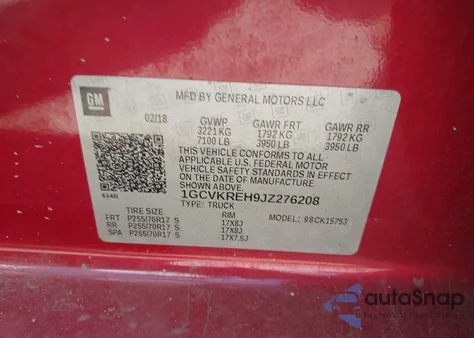 GM
MFD BY GENERAL MOTORS LLC
02/18 GVWR GAWR FRT GAWR RR
3221 KG 1792 KG 1792 KG
7100 LB 3950 LB 3950 LB
THIS VEHICLE CONFORMS TO ALL
APPLICABLE U.S. FEDERAL MOTOR
VEHICLE SAFETY STANDARDS IN
EFFECT ON THE DATE OF MANUFACTURE
SHOWN ABOVE.
1GCVKREH9JZ276208
TYPE: TRUCK MODEL: 98CK15753
TIRE SIZE RIM
FRT P255/70R17 S 17X8J
RR P255/70R17 S 17X8J
SPA P255/70R17 S 17X7.5J
autoSnap